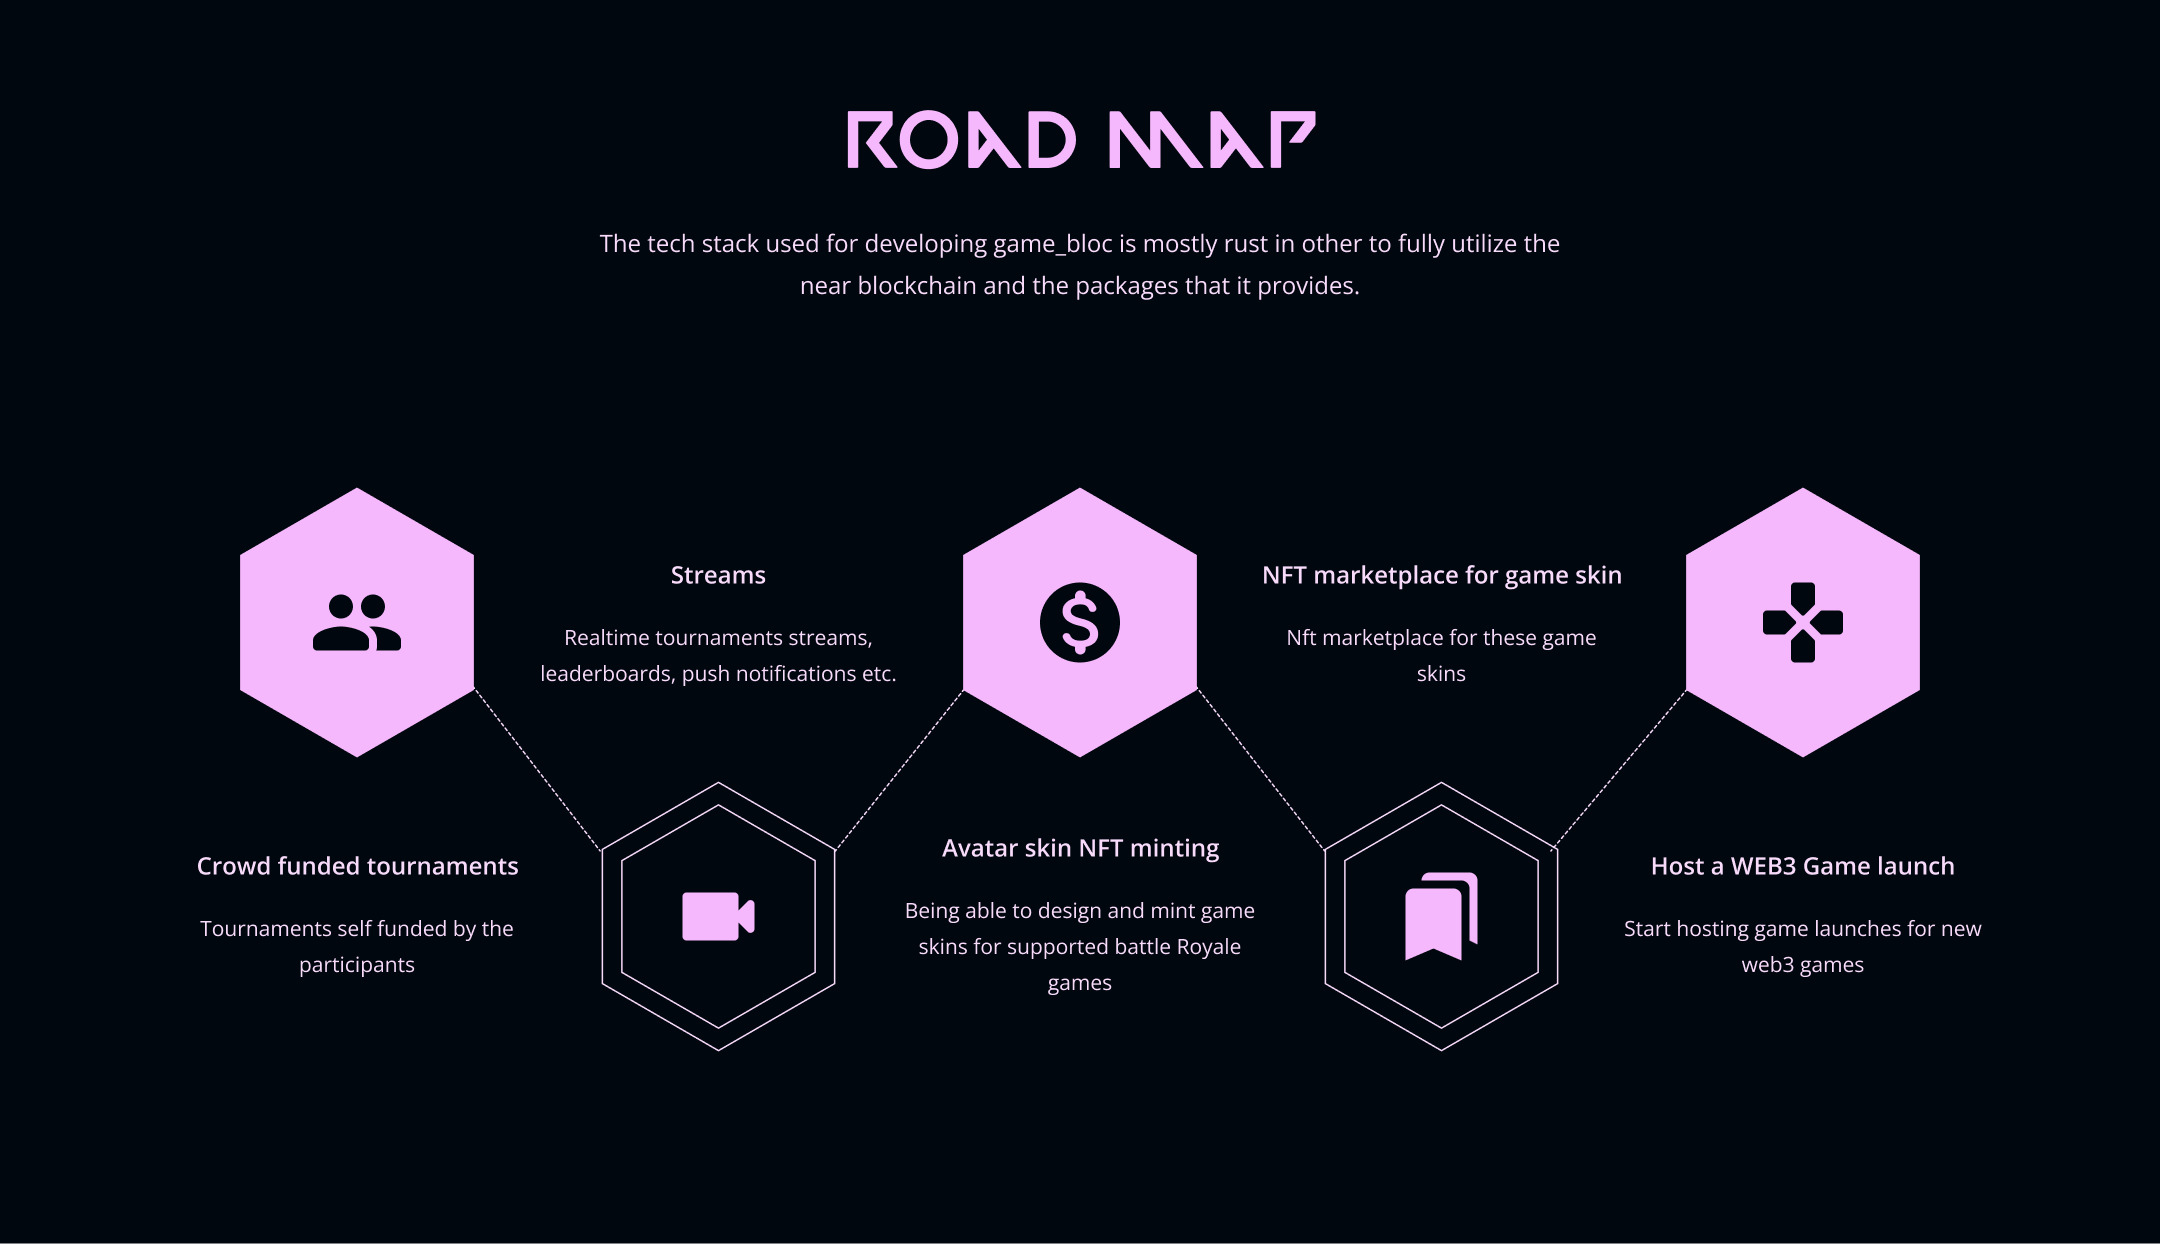 ROAD MAP
The tech stack used for developing game_bloc is mostly rust in other to fully utilize the
near blockchain and the packages that it provides.
Crowd funded tournaments
Tournaments self funded by the
participants
Streams
Realtime tournaments streams,
leaderboards, push notifications etc.
Avatar skin NFT minting
Being able to design and mint game
skins for supported battle Royale
games
NFT marketplace for game skin
Nft marketplace for these game
skins
Host a WEB3 Game launch
Start hosting game launches for new
web3 games